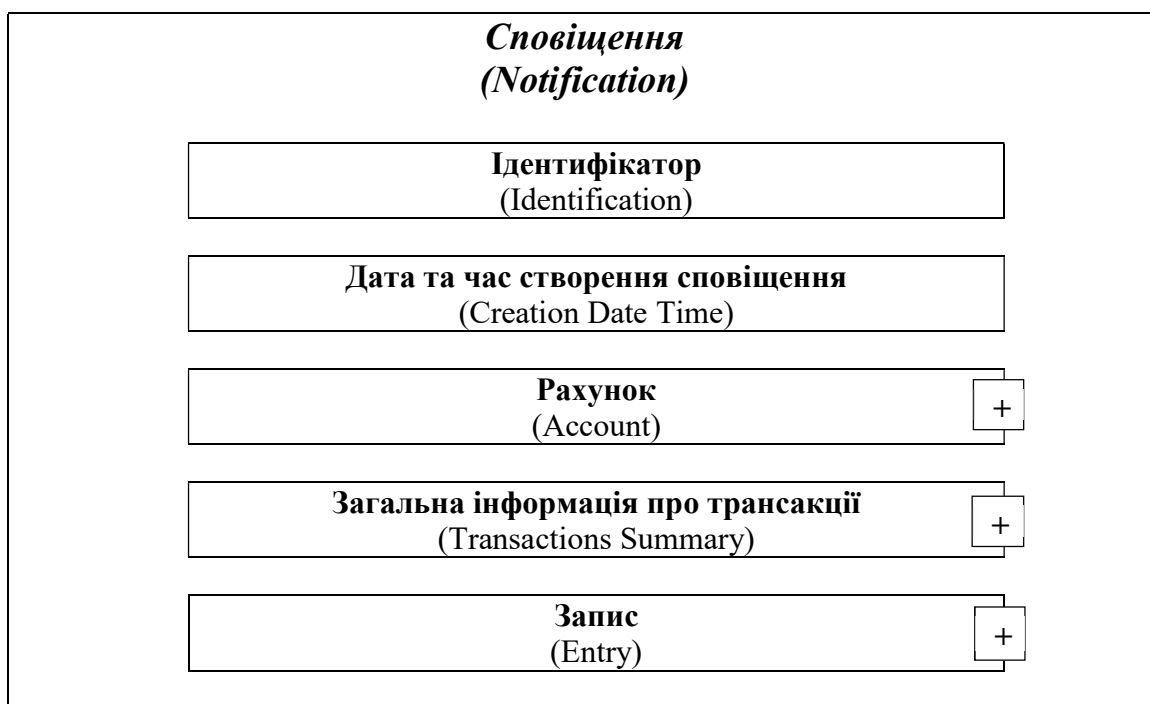 Сповіщення
(Notification)
Ідентифікатор
(Identification)
Дата та час створення сповіщення
(Creation Date Time)
Рахунок
(Account)
+
Загальна інформація про трансакції
(Transactions Summary)
+
Запис
(Entry)
+